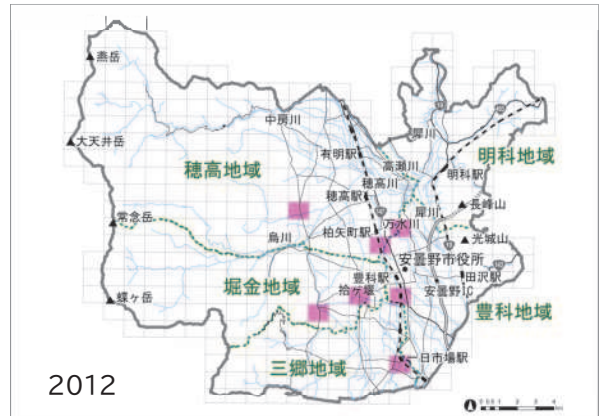 燕岳
大天井岳
中房川
有明駅
高瀬川
犀川
明科地域
明科駅
穂高地域
穂高川
穂高駅
長峰山
犀川
万水川
常念岳
柏矢町駅
光城山
烏川
安曇野市役所
豊科駅
田沢駅
堀金地域
拾ヶ堰
安曇野IC
蝶ヶ岳
豊科地域
三郷地域
一日市場駅
2012